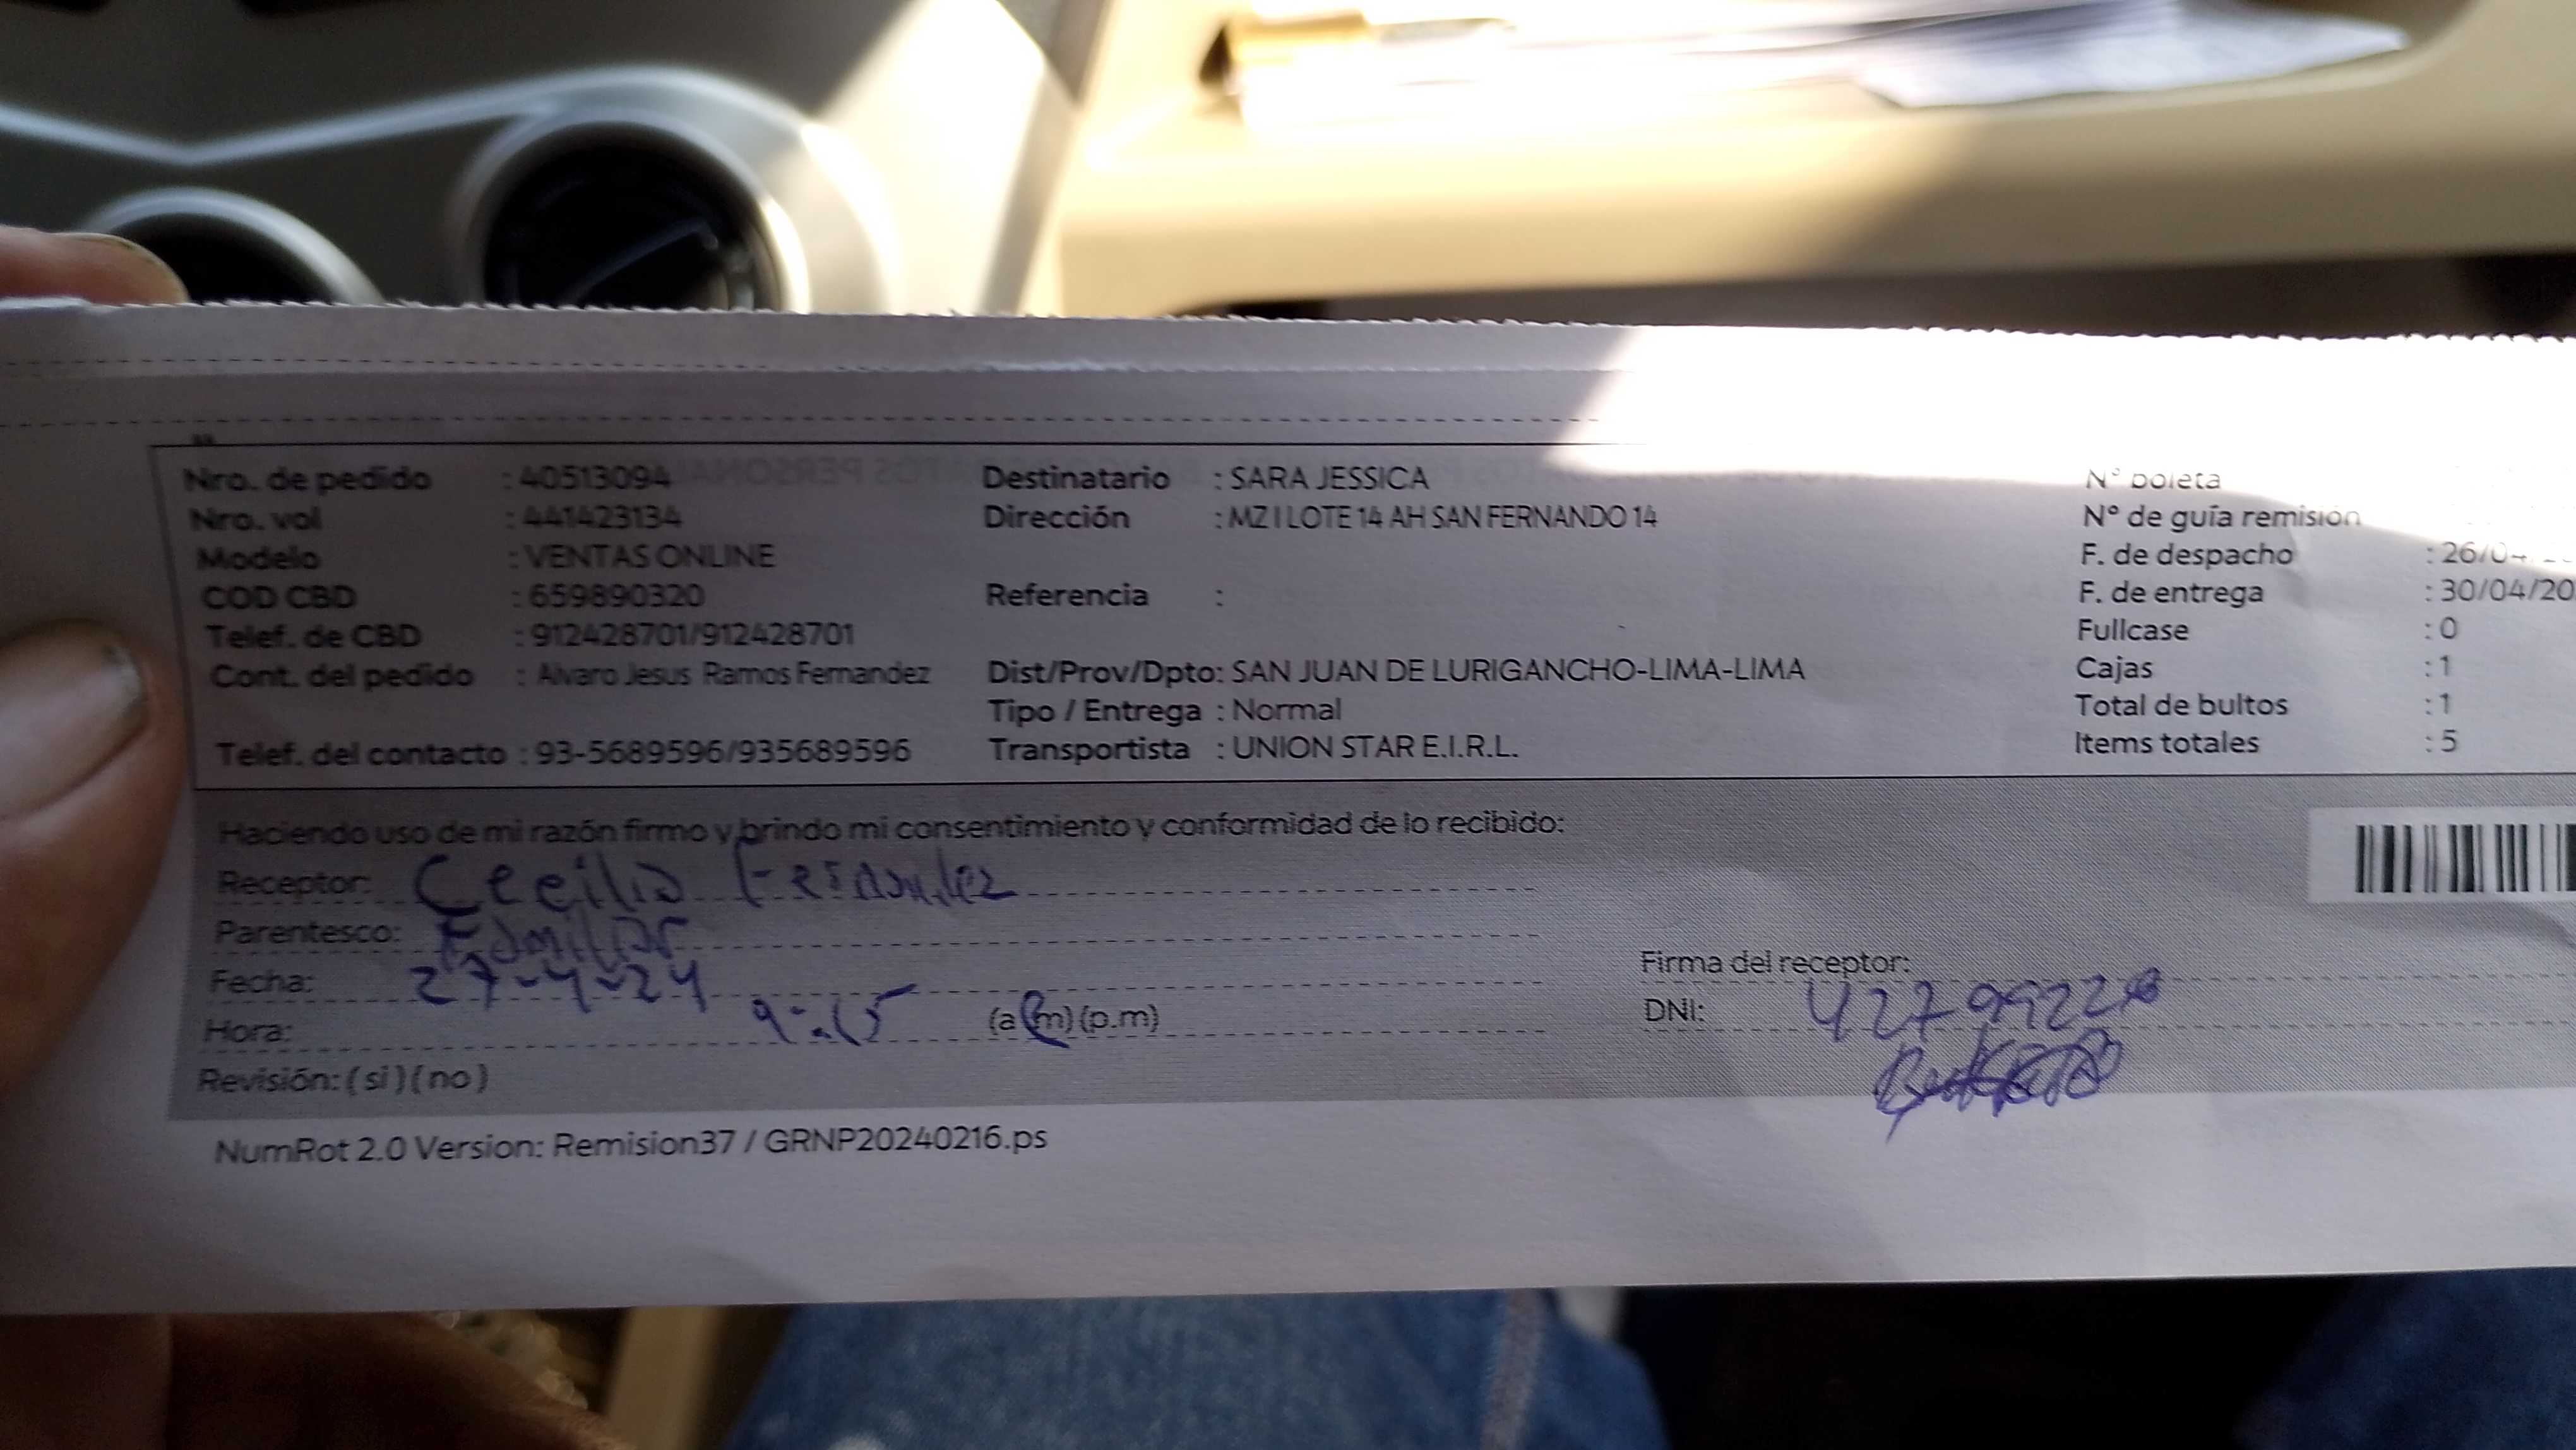 Nro. de pedido : 40513094
Nro. vol : 441423134
Modelo : VENTAS ONLINE
COD CBD : 659890320
Telef. de CBD : 912428701/912428701
Cont. del pedido : Alvaro Jesus Ramos Fernandez
Telef. del contacto : 93-5689596/935689596
Destinatario : SARA JESSICA
Dirección : MZ I LOTE 14 AH SAN FERNANDO 14
Referencia :
Dist/Prov/Dpto: SAN JUAN DE LURIGANCHO-LIMA-LIMA
Tipo / Entrega : Normal
Transportista : UNION STAR E.I.R.L.
N° boleta
N° de guía remisión
F. de despacho : 26/04
F. de entrega : 30/04/20
Fullcase : 0
Cajas : 1
Total de bultos : 1
Items totales : 5
Haciendo uso de mi razón firmo y brindo mi consentimiento y conformidad de lo recibido:
Receptor: Cecilia Fernandez
Parentesco: Familiar
Fecha: 27-4-24
Hora: 9:15 (a.m) (p.m)
Revisión: (si) (no)
Firma del receptor:
DNI:
NumRot 2.0 Version: Remision37 / GRNP20240216.ps